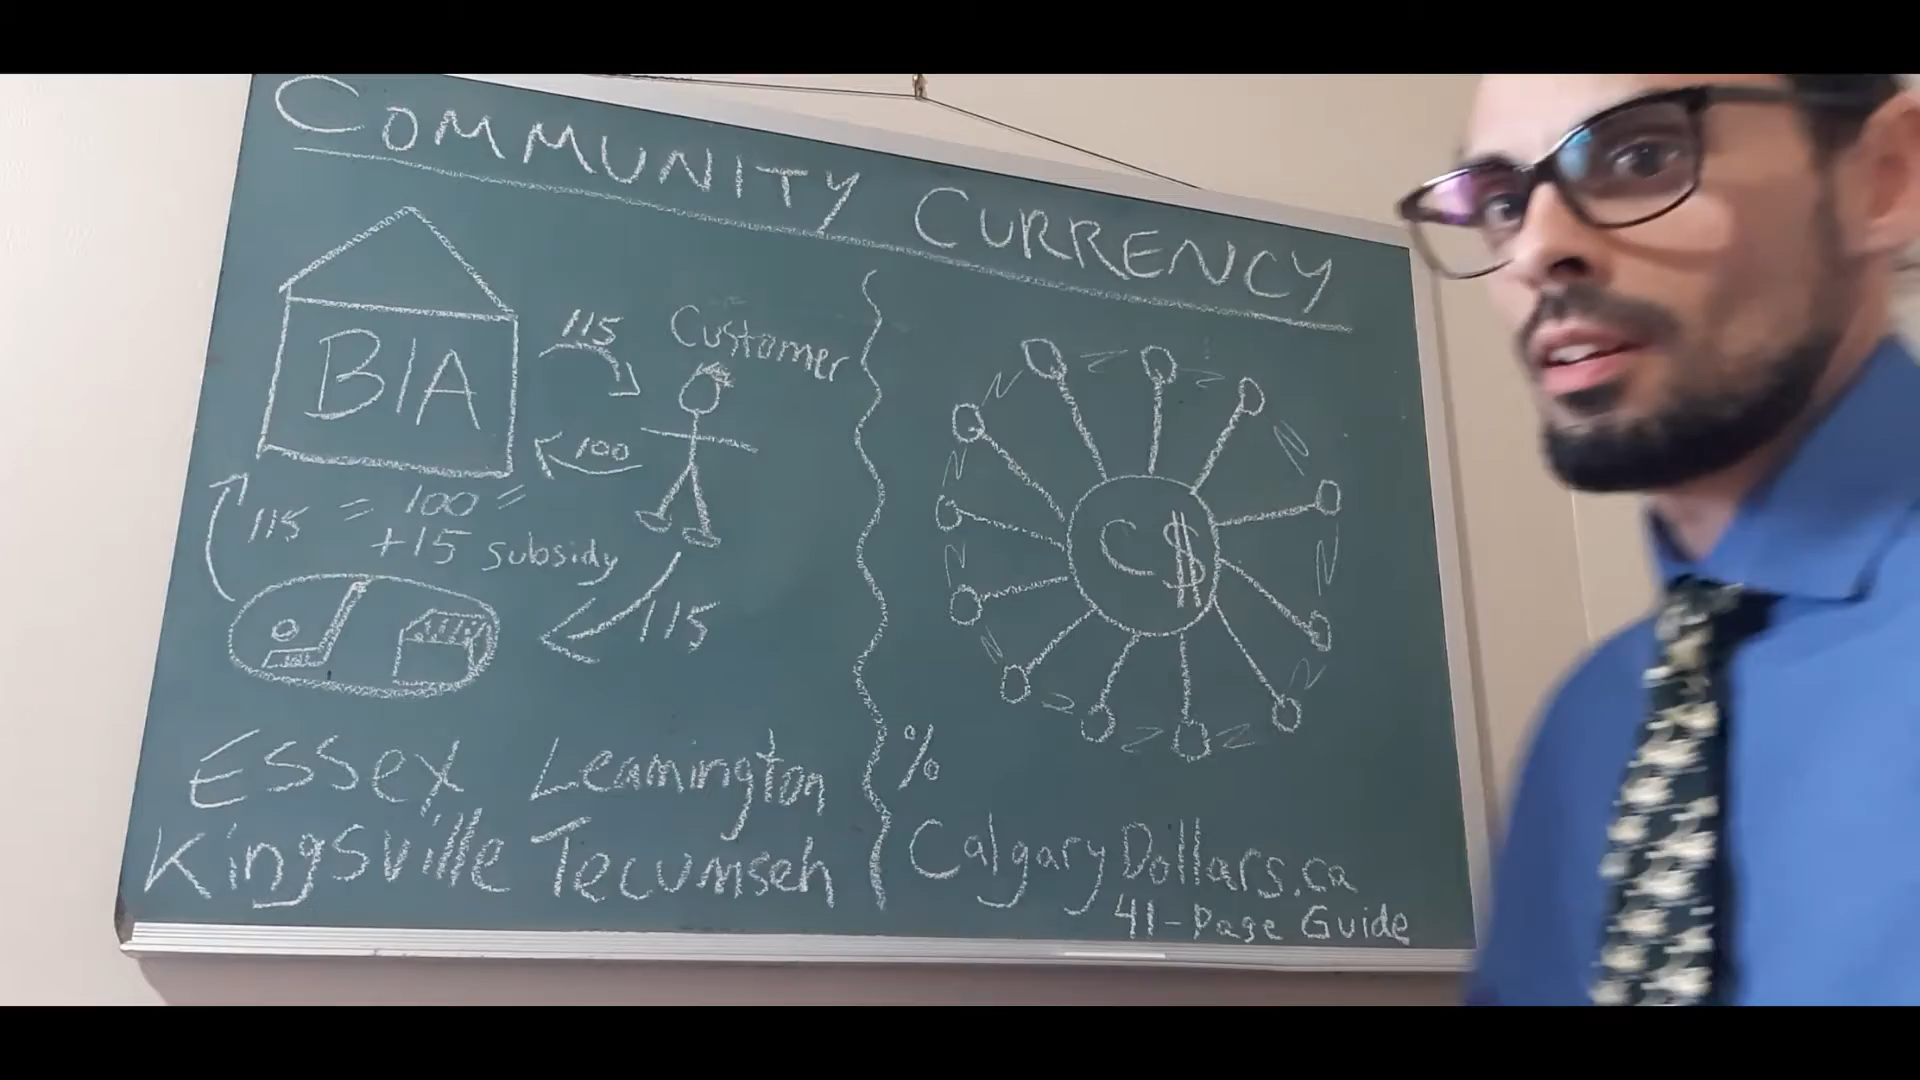 COMMUNITY CURRENCY
BIA
115
Customer
100
115 = 100 =
+15 subsidy
115
C$
Essex Leamington
Kingsville Tecumseh
%
CalgaryDollars.ca
41-Page Guide